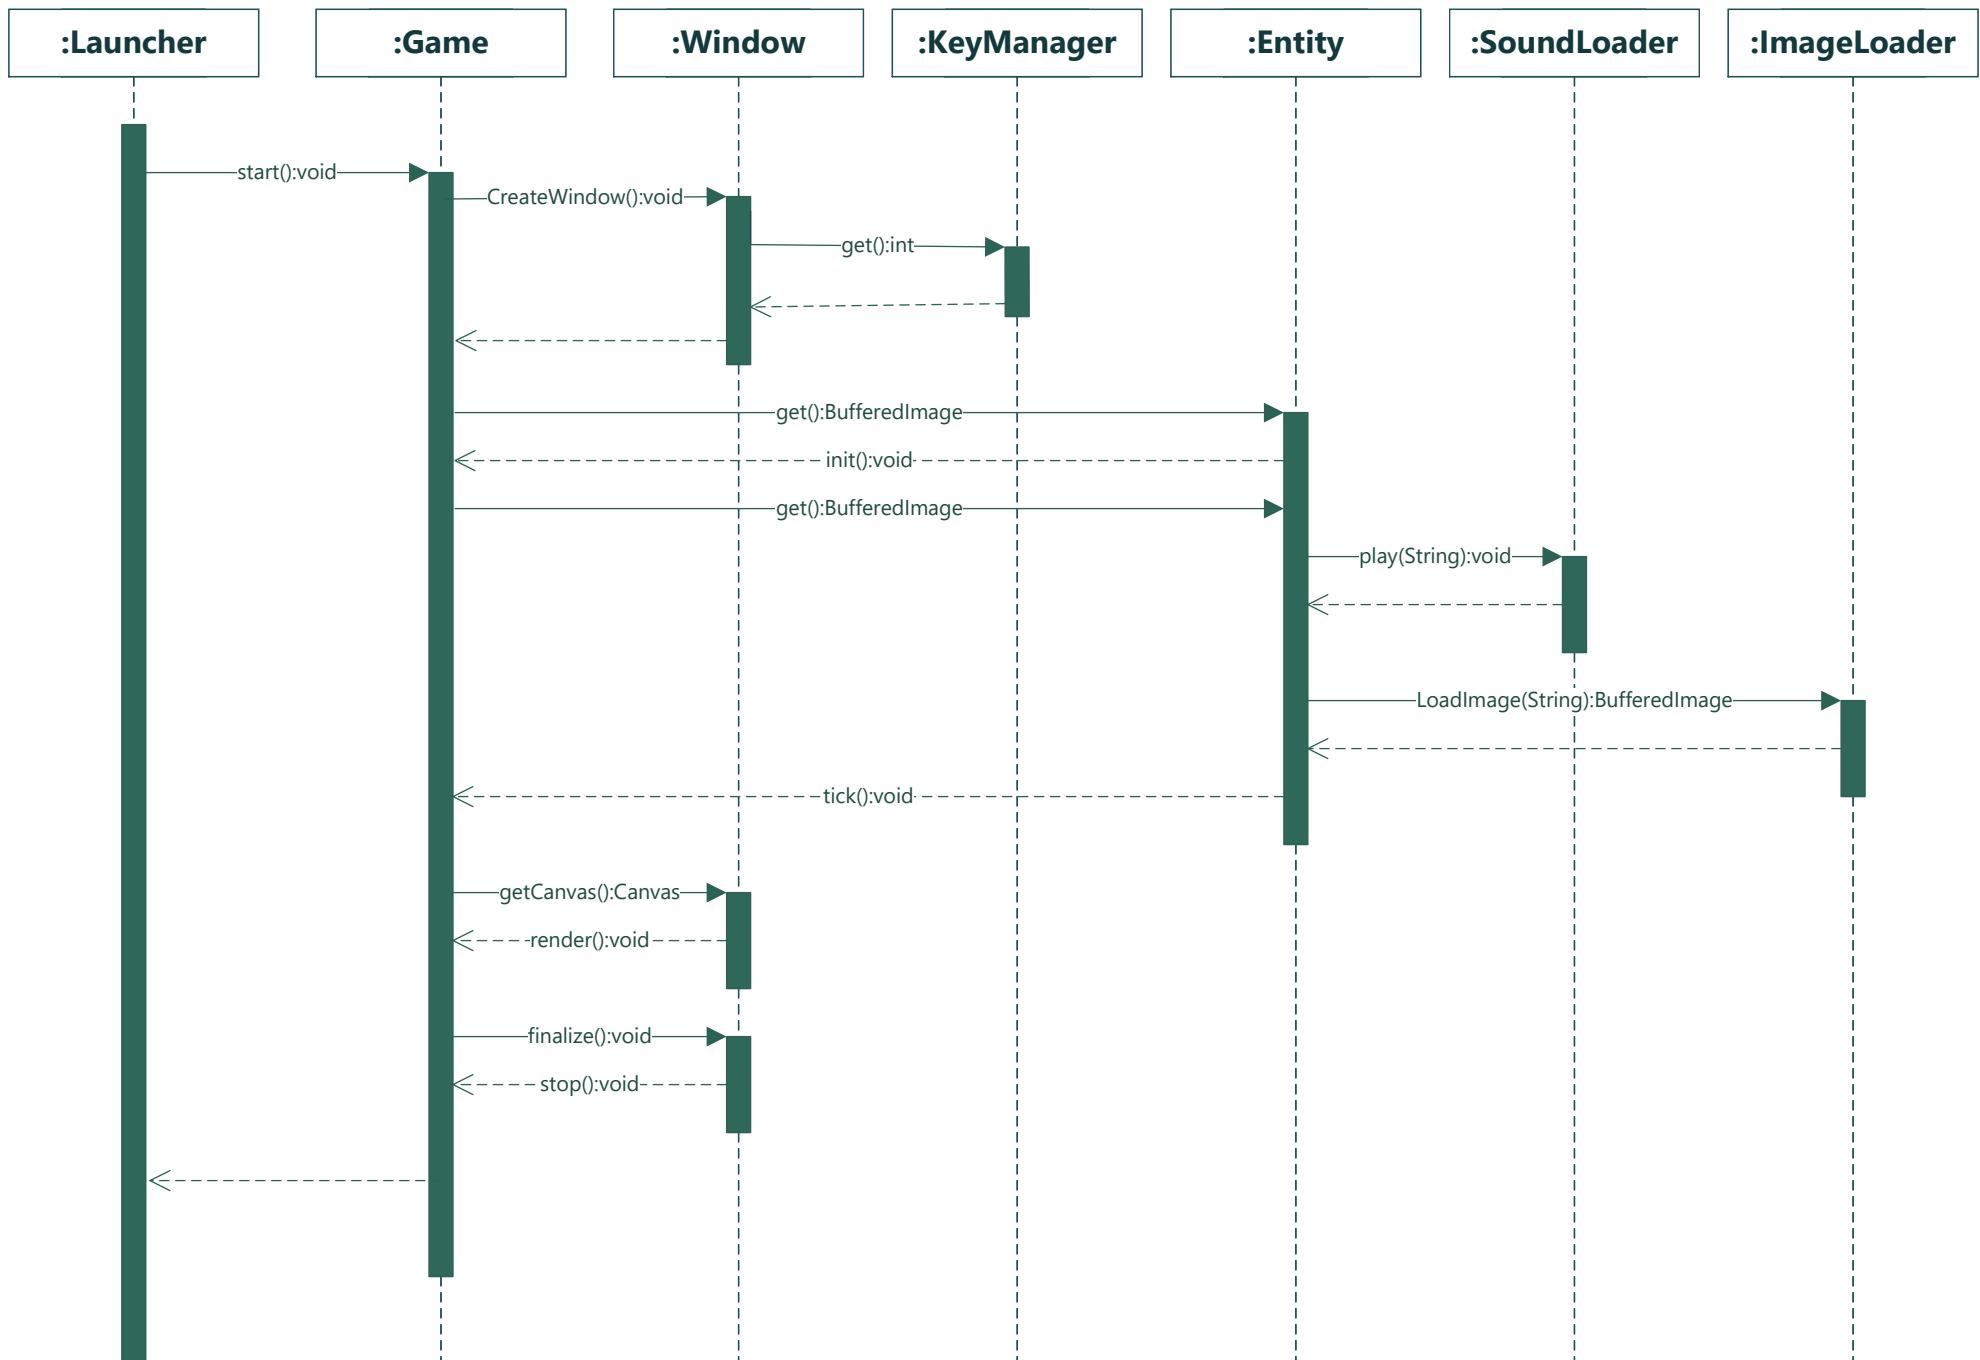 :Launcher
:Game
:Window
:KeyManager
:Entity
:SoundLoader
:ImageLoader
start():void
CreateWindow():void
get():int
get():BufferedImage
init():void
get():BufferedImage
play(String):void
LoadImage(String):BufferedImage
tick():void
getCanvas():Canvas
render():void
finalize():void
stop():void